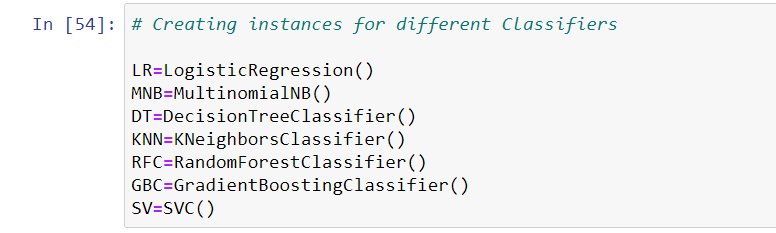 In [54]: # Creating instances for different Classifiers
LR=LogisticRegression()
MNB=MultinomialNB()
DT=DecisionTreeClassifier()
KNN=KNeighborsClassifier()
RFC=RandomForestClassifier()
GBC=GradientBoostingClassifier()
SV=SVC()